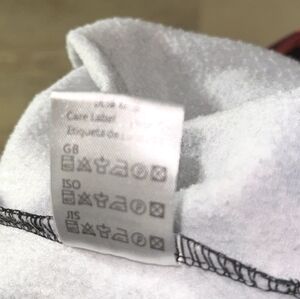 Care Label
Etiqueta de
GB
ISO
JIS